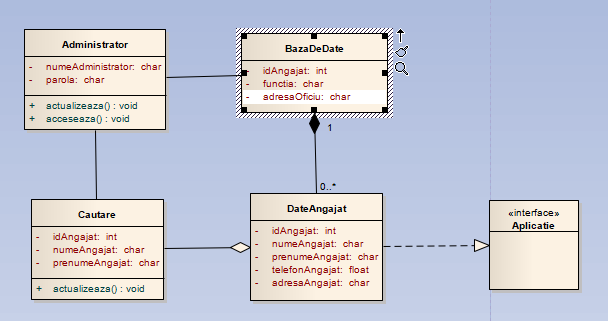 Administrator
- numeAdministrator: char
- parola: char
+ actualizeaza() : void
+ acceseaza() : void
BazaDeDate
- idAngajat: int
- functia: char
- adresaOficiu: char
1
0..*
Cautare
- idAngajat: int
- numeAngajat: char
- prenumeAngajat: char
+ actualizeaza() : void
DateAngajat
- idAngajat: int
- numeAngajat: char
- prenumeAngajat: char
- telefonAngajat: float
- adresaAngajat: char
«interface»
Aplicatie